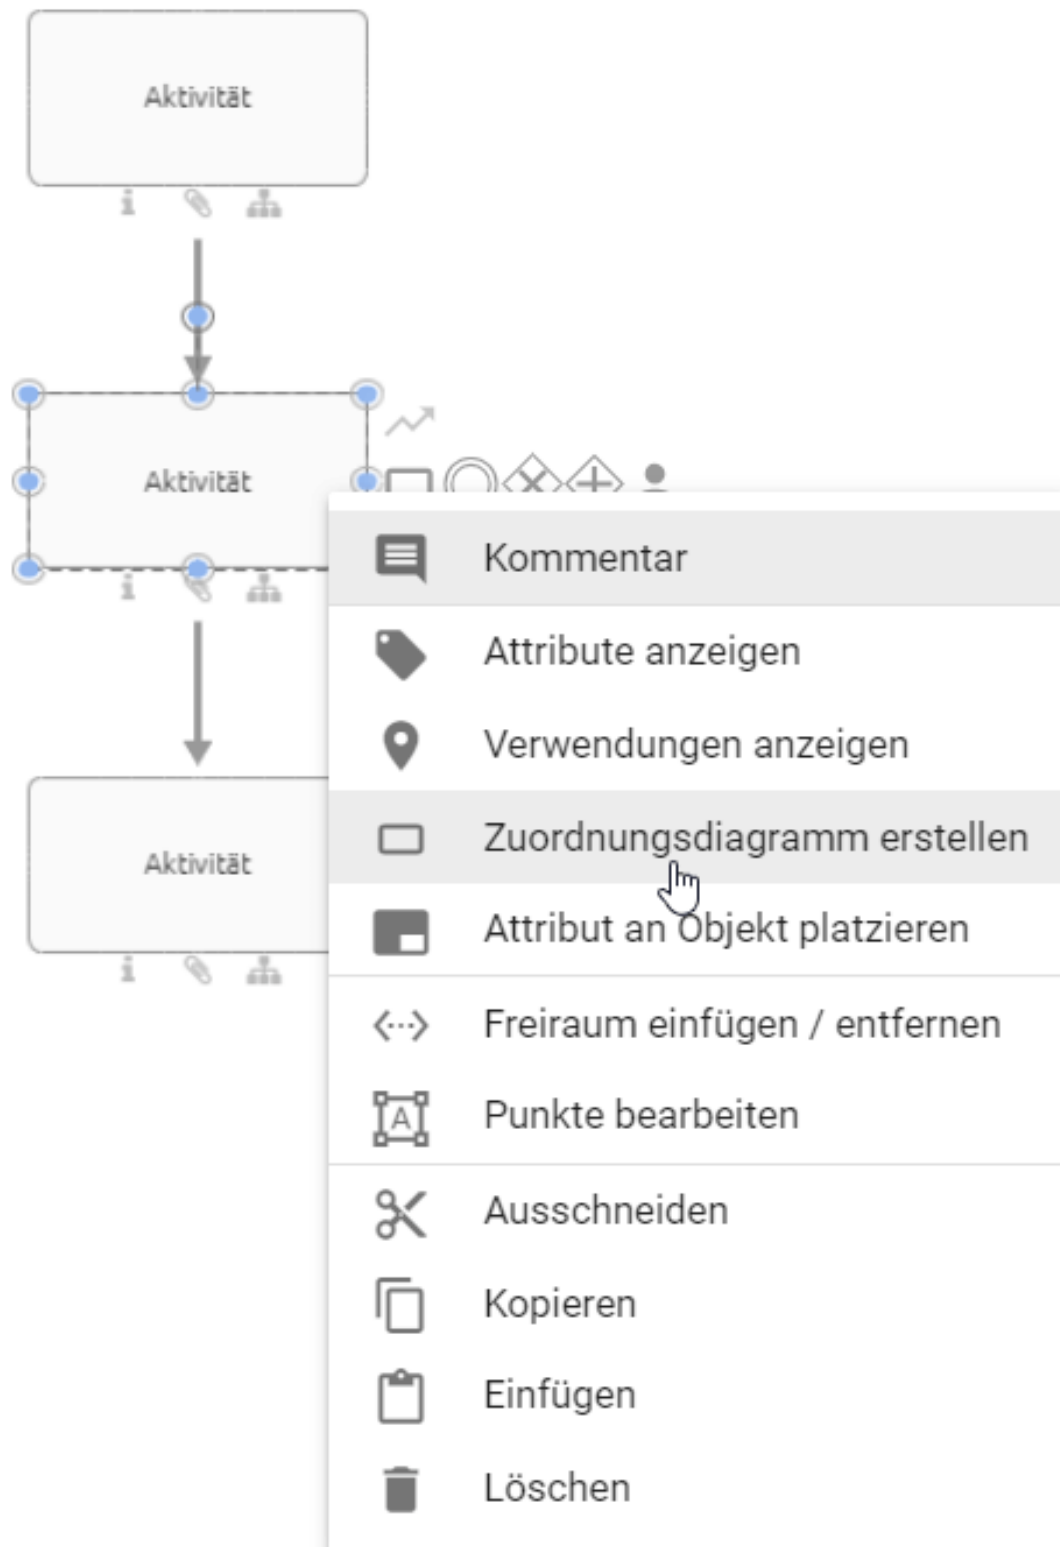 Aktivität
Aktivität
Kommentar
Attribute anzeigen
Verwendungen anzeigen
Zuordnungsdiagramm erstellen
Aktivität
Attribut an Objekt platzieren
Freiraum einfügen / entfernen
Punkte bearbeiten
Ausschneiden
Kopieren
Einfügen
Löschen